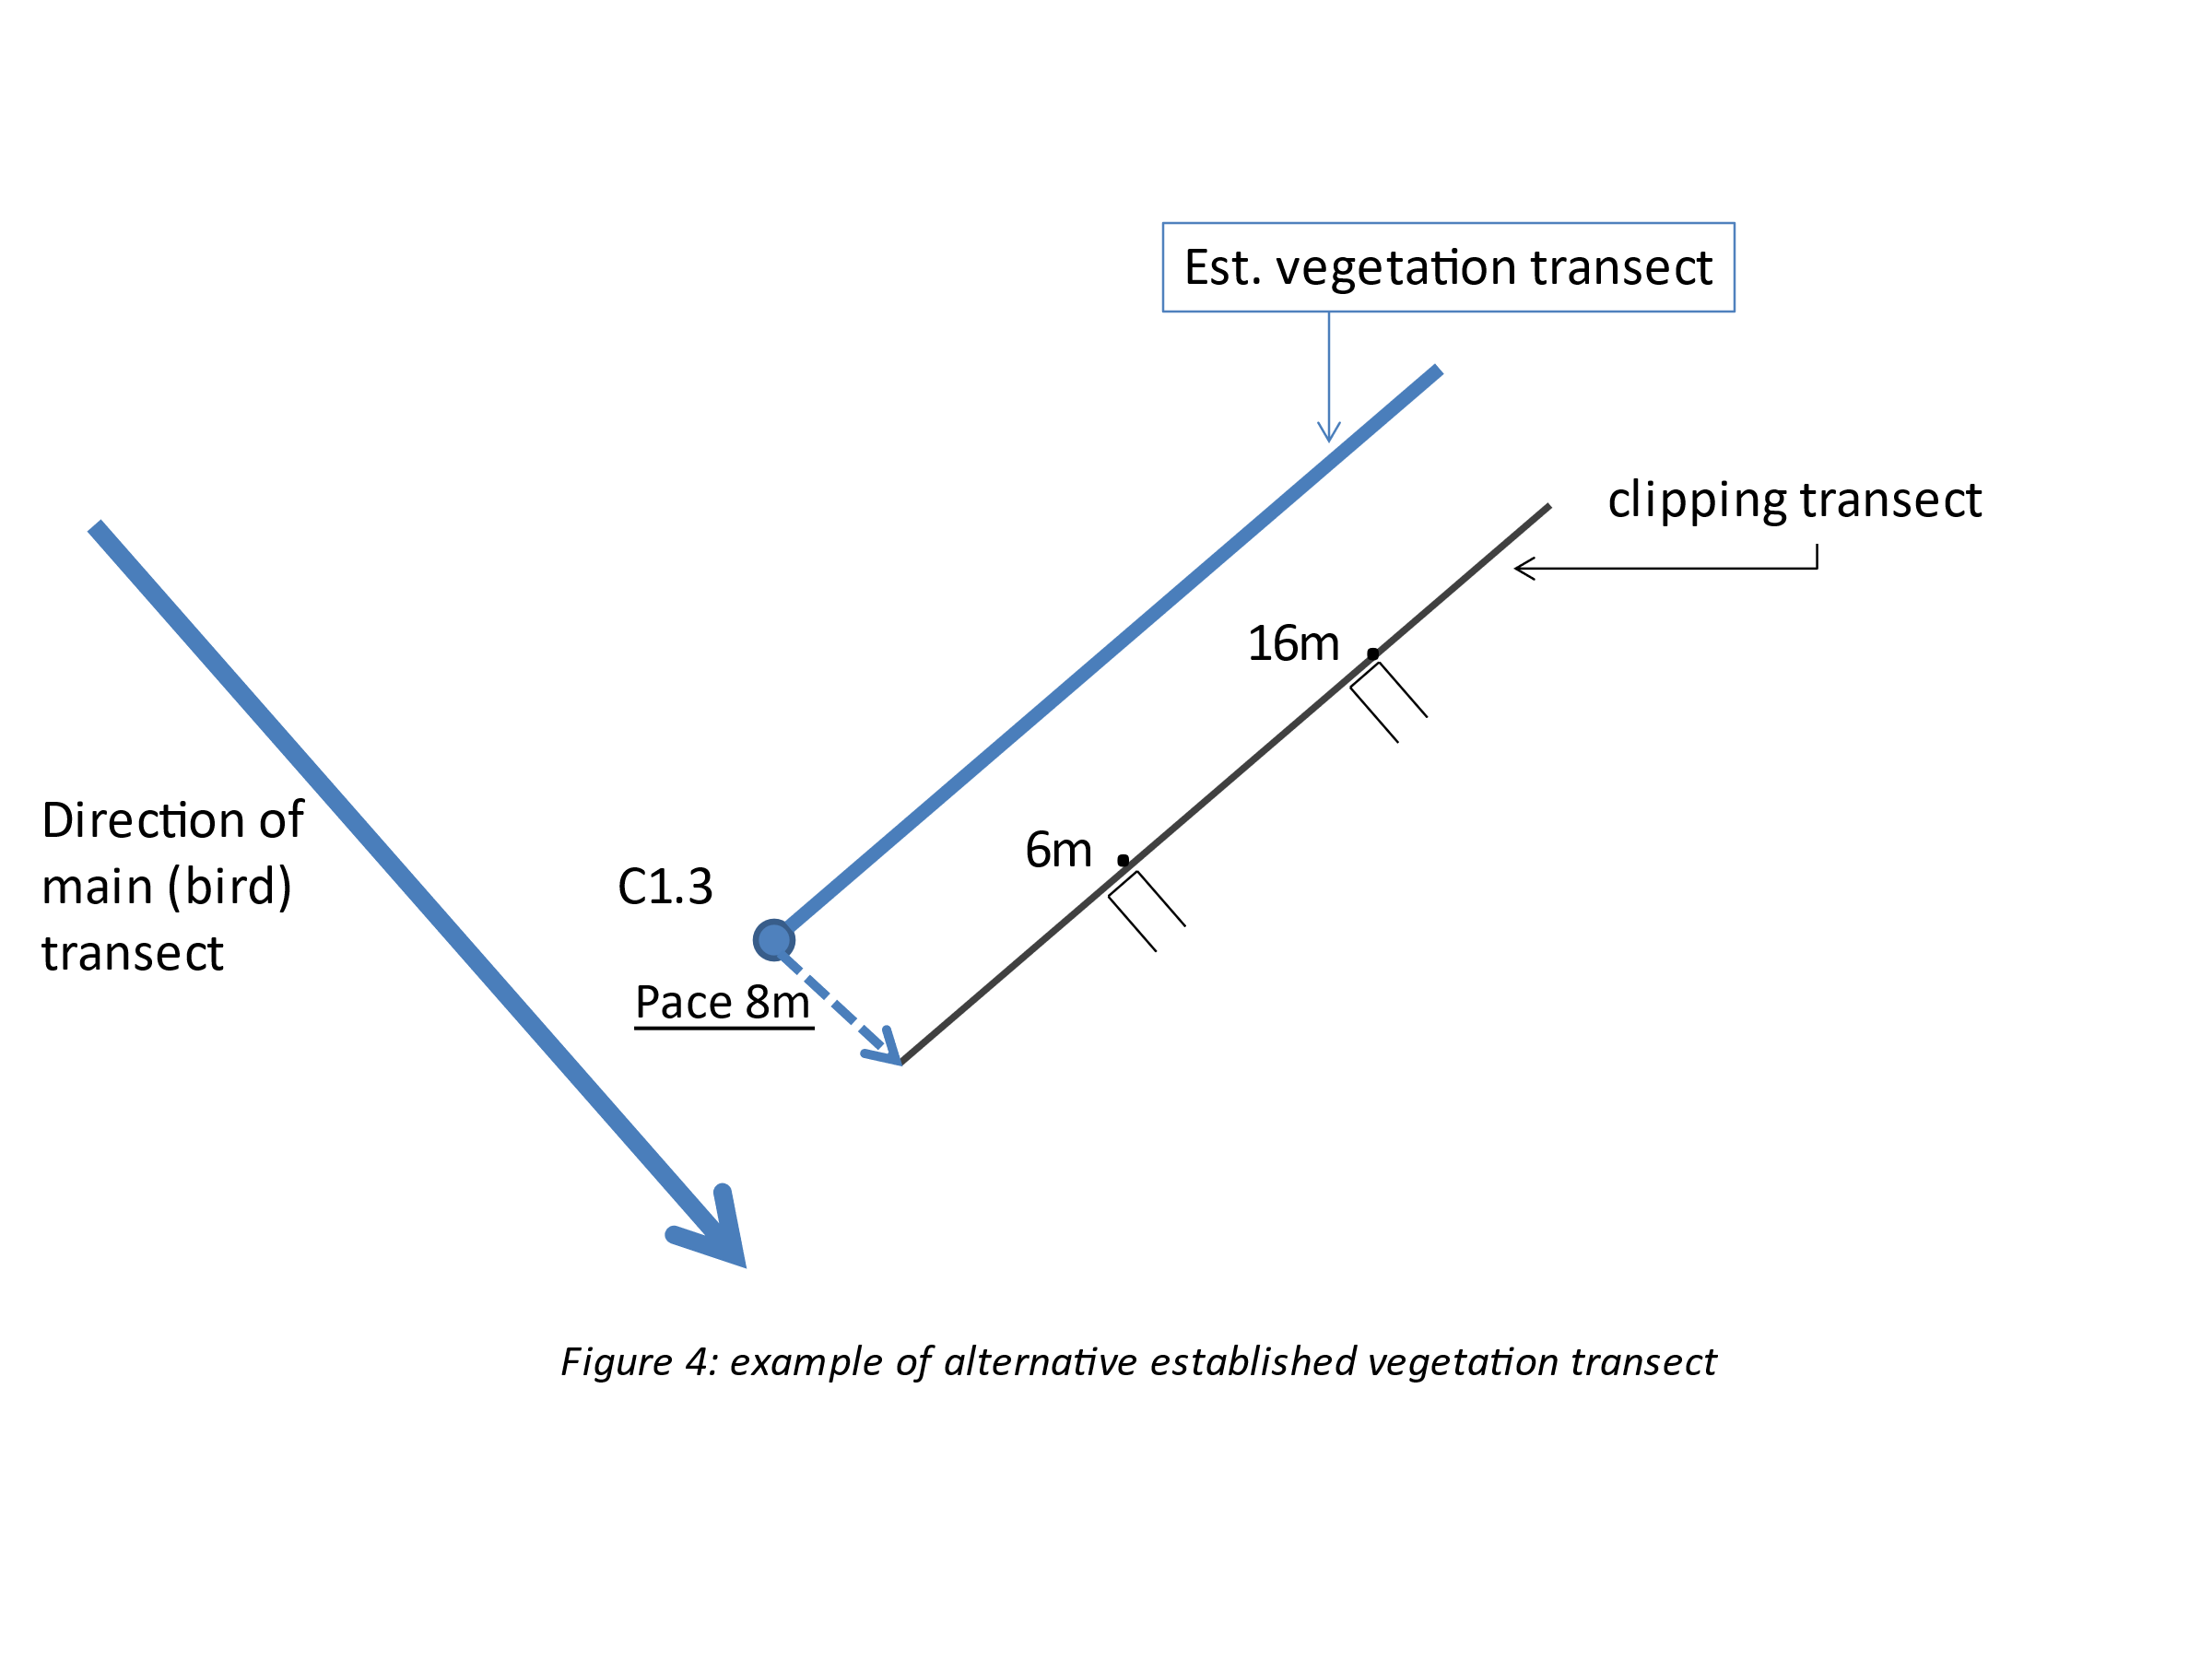 Est. vegetation transect
clipping transect
16m
6m
Direction of
main (bird)
transect
C1.3
Pace 8m
Figure 4: example of alternative established vegetation transect